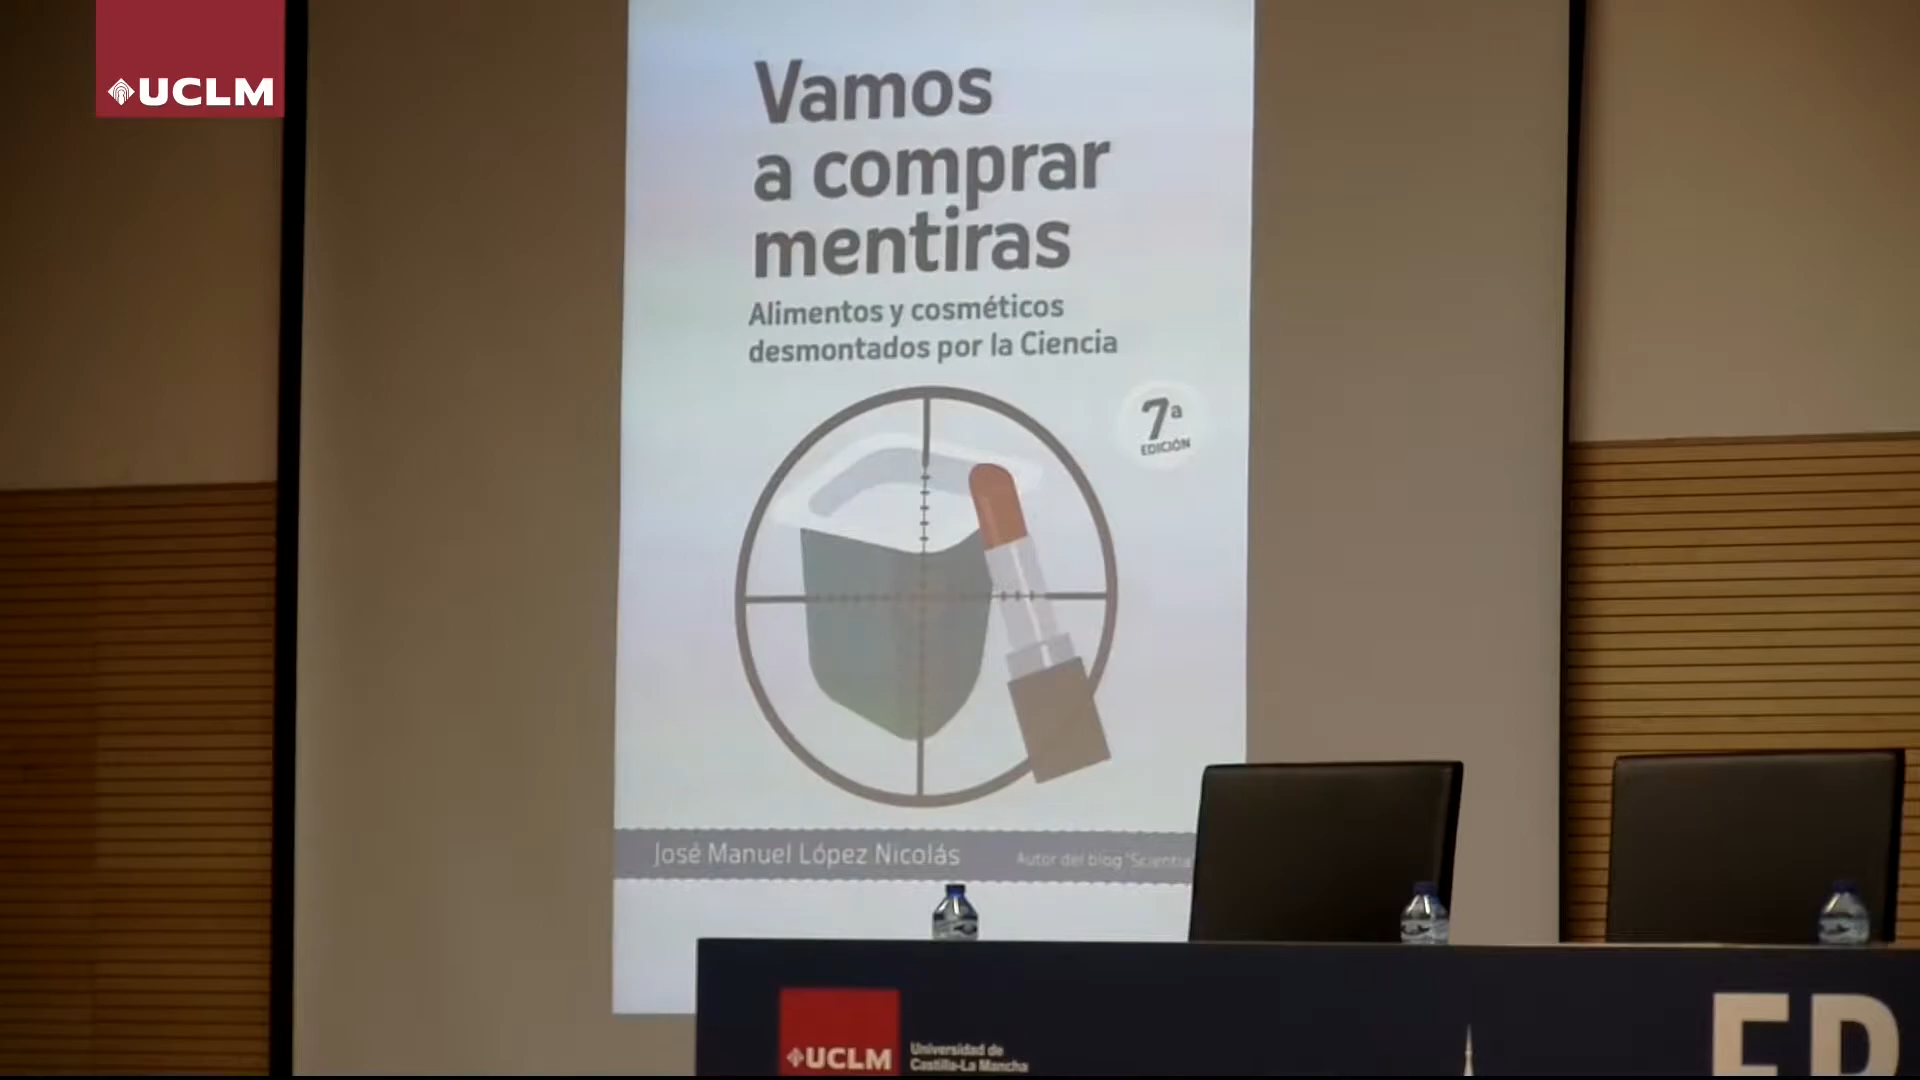 UCLM
Vamos
a comprar
mentiras
Alimentos y cosméticos
desmontados por la Ciencia
7ª
EDICIÓN
José Manuel López Nicolás
Autor del blog "Scientia
UCLM
Universidad de
Castilla-La Mancha